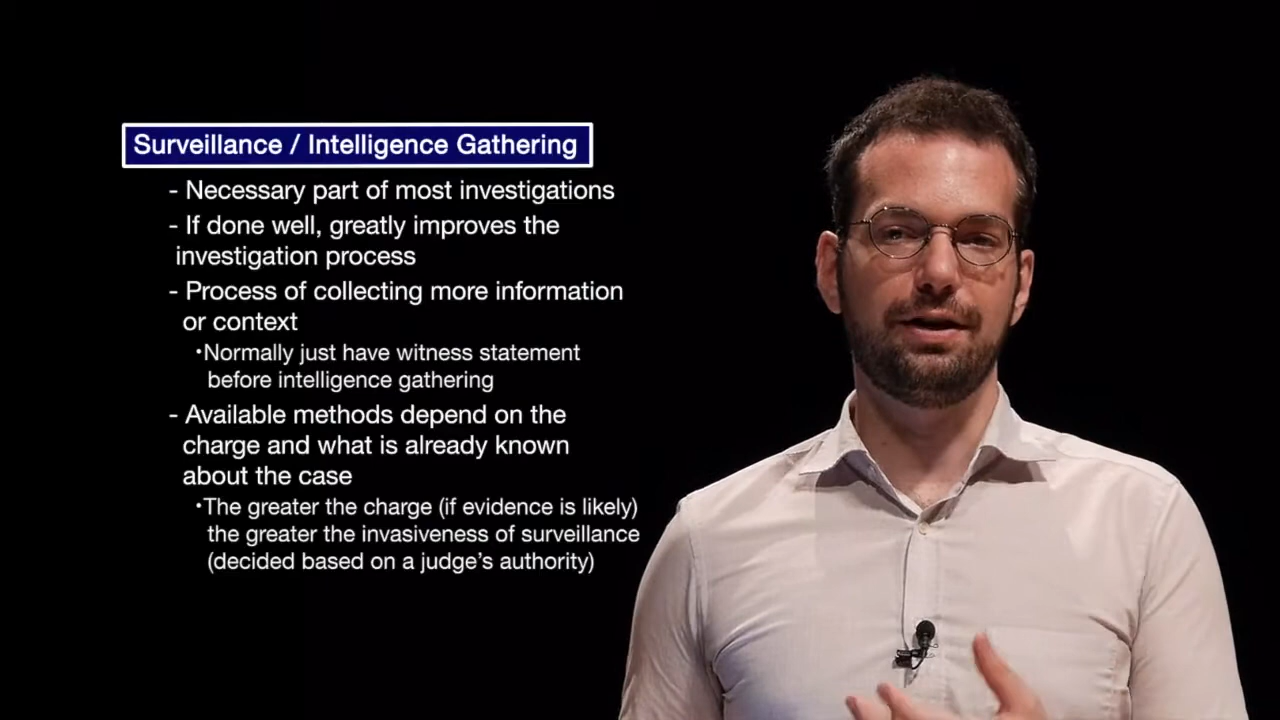 Surveillance / Intelligence Gathering
- Necessary part of most investigations
- If done well, greatly improves the
investigation process
- Process of collecting more information
or context
•Normally just have witness statement
before intelligence gathering
- Available methods depend on the
charge and what is already known
about the case
•The greater the charge (if evidence is likely)
the greater the invasiveness of surveillance
(decided based on a judge's authority)